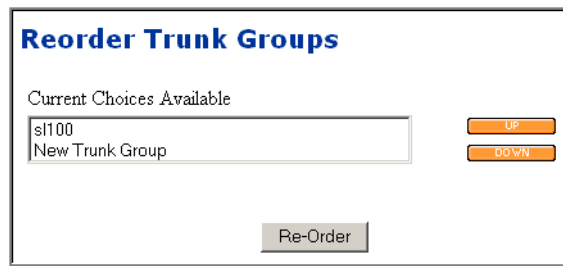 Reorder Trunk Groups
Current Choices Available
sl100
New Trunk Group
UP
DOWN
Re-Order